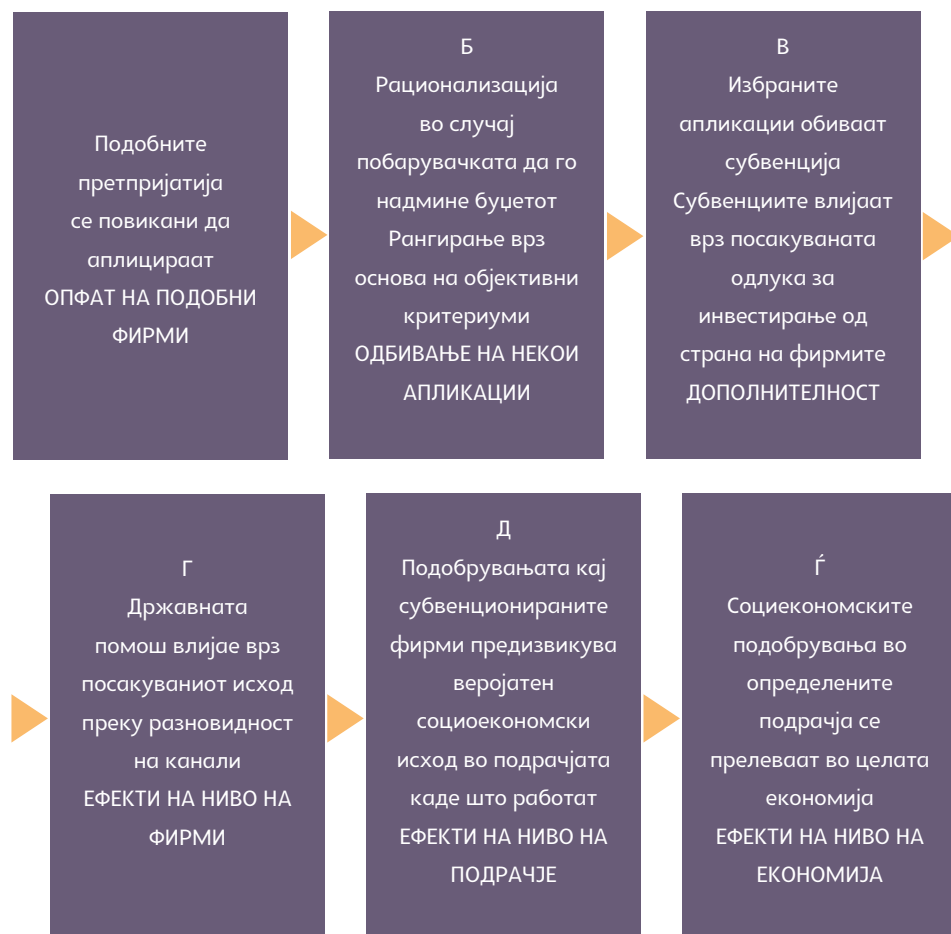 Подобните
претпријатија
се повикани да
аплицираат
ОПФАТ НА ПОДОБНИ
ФИРМИ
Б
Рационализација
во случај
побарувачката да го
надмине буџетот
Рангирање врз
основа на објективни
критериуми
ОДБИВАЊЕ НА НЕКОИ
АПЛИКАЦИИ
В
Избраните
апликации обиваат
субвенција
Субвенциите влијаат
врз посакуваната
одлука за
инвестирање од
страна на фирмите
ДОПОЛНИТЕЛНОСТ
Г
Државната
помош влијае врз
посакуваниот исход
преку разновидност
на канали
ЕФЕКТИ НА НИВО НА
ФИРМИ
Д
Подобрувањата кај
субвенционираните
фирми предизвикува
веројатен
социоекономски
исход во подрачјата
каде што работат
ЕФЕКТИ НА НИВО НА
ПОДРАЧЈЕ
Ѓ
Социекономските
подобрувања во
определените
подрачја се
прелеваат во целата
економија
ЕФЕКТИ НА НИВО НА
ЕКОНОМИЈА